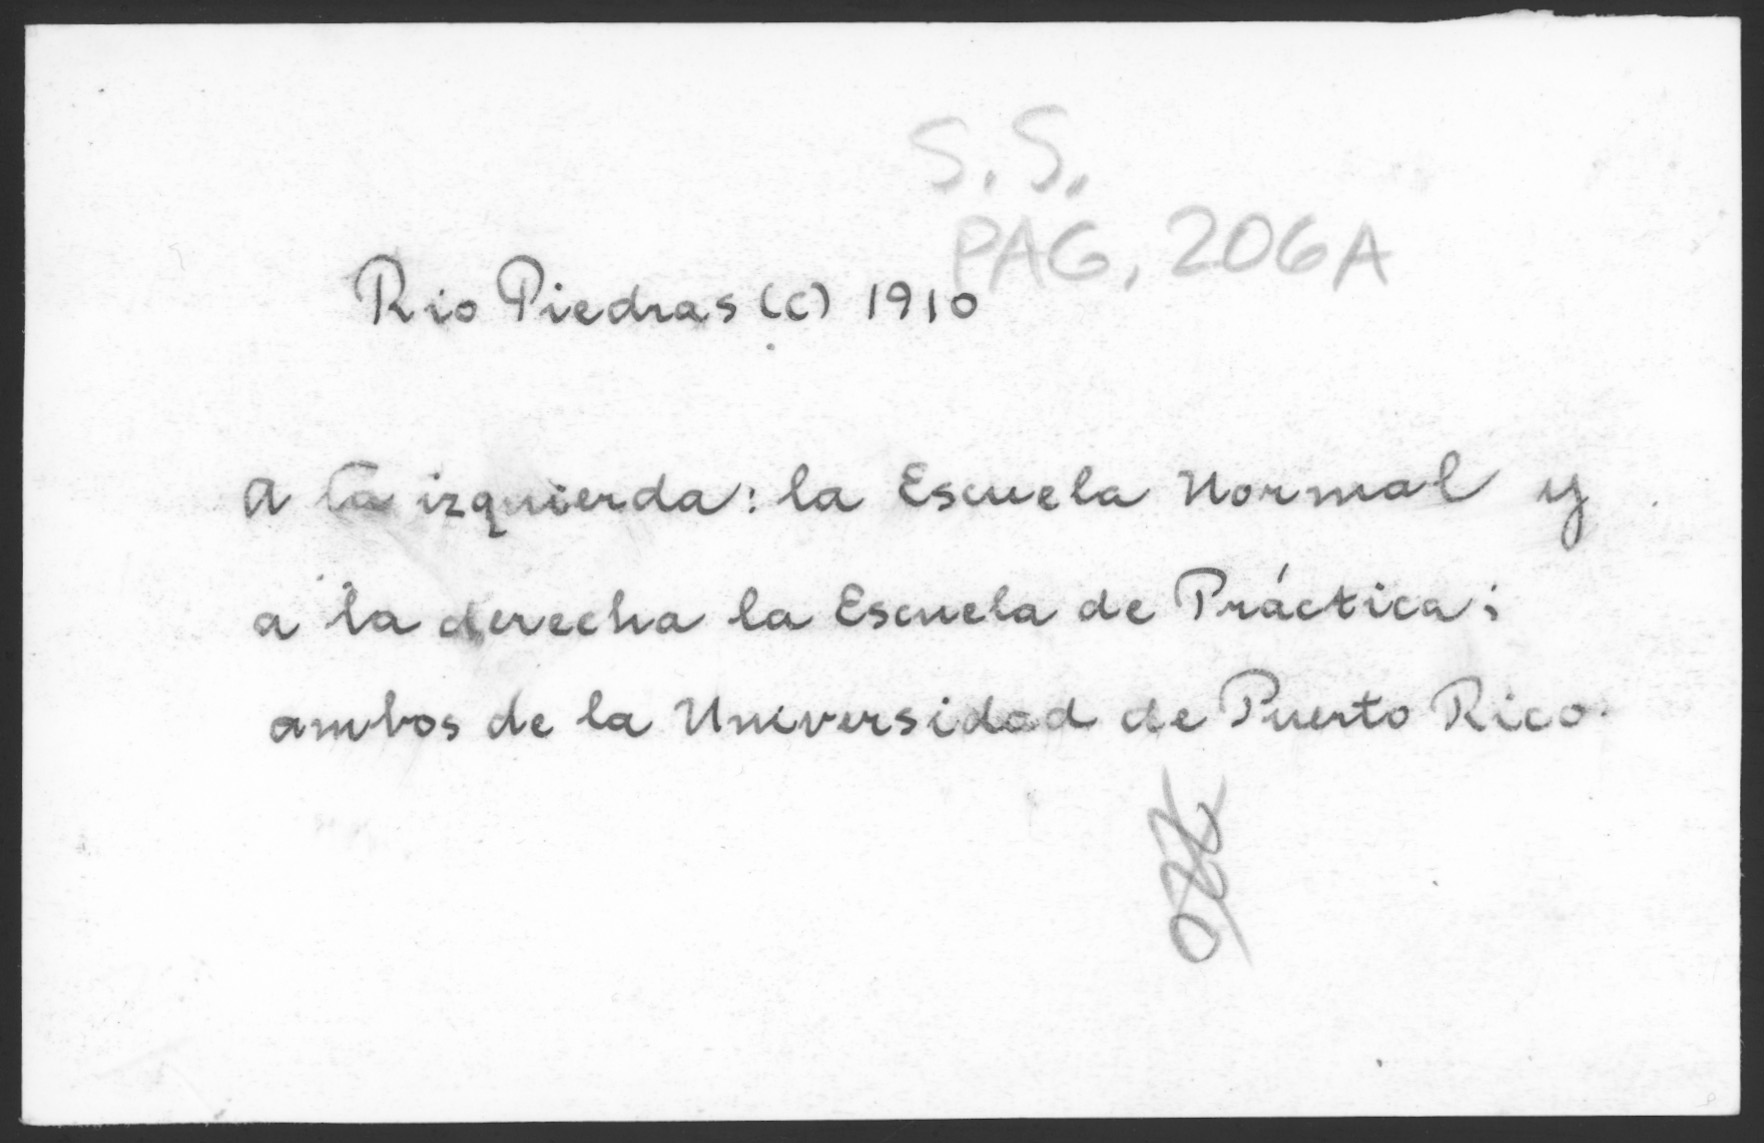 S.S.
PAG. 206A
Rio Piedras (c) 1910
A la izquierda: la Escuela Normal y
a la derecha la Escuela de Práctica;
ambos de la Universidad de Puerto Rico.